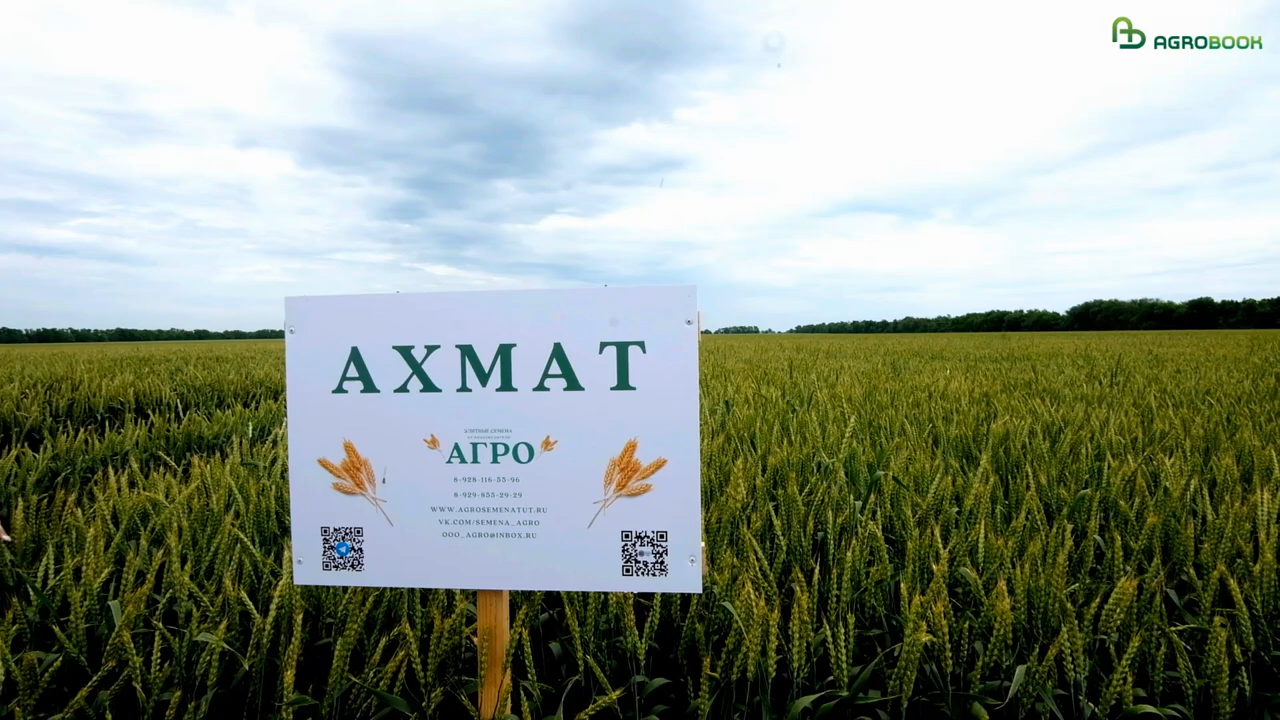 AGROBOOK
АХМАТ
ЭЛИТНЫЕ СЕМЕНА
АГРО
8-928-116-55-96
8-929-855-29-29
WWW.AGROSEMENATUT.RU
VK.COM/SEMENA_AGRO
OOO_AGRO@INBOX.RU